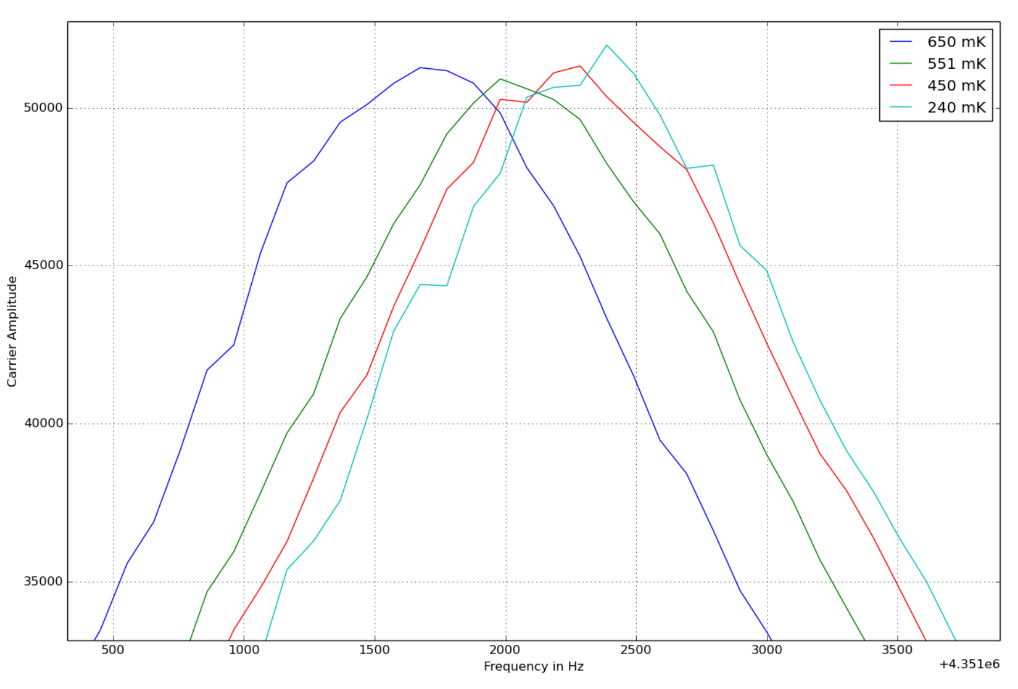 650 mK
551 mK
450 mK
240 mK
50000
45000
40000
35000
Carrier Amplitude
500 1000 1500 2000 2500 3000 3500
Frequency in Hz
+4.351e6